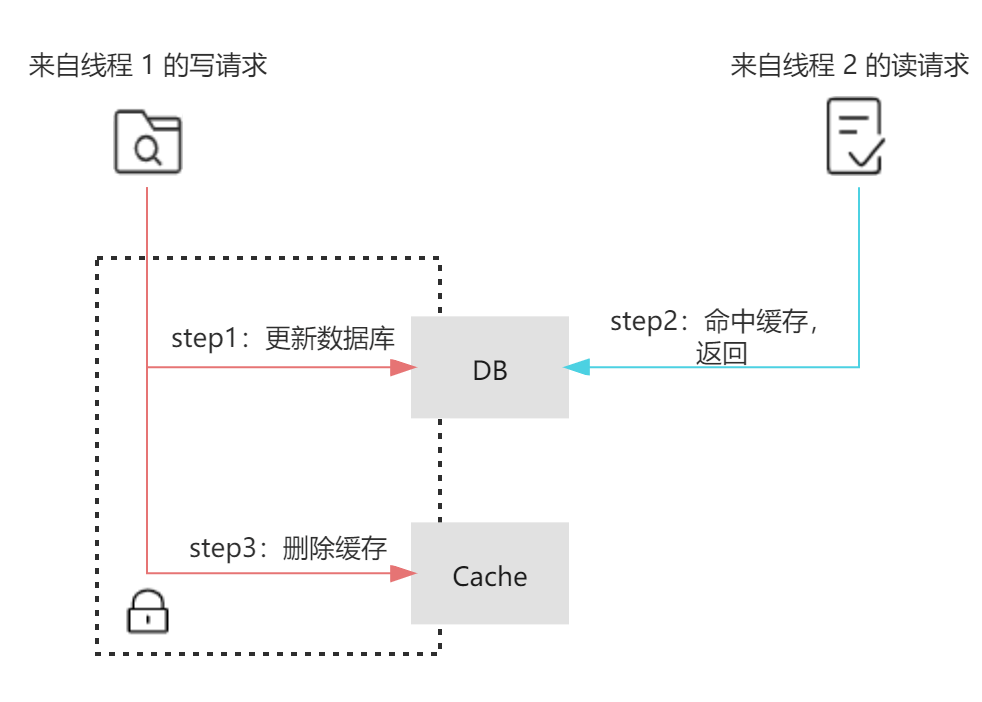 来自线程 1 的写请求
来自线程 2 的读请求
step1：更新数据库
step2：命中缓存，
返回
DB
step3：删除缓存
Cache